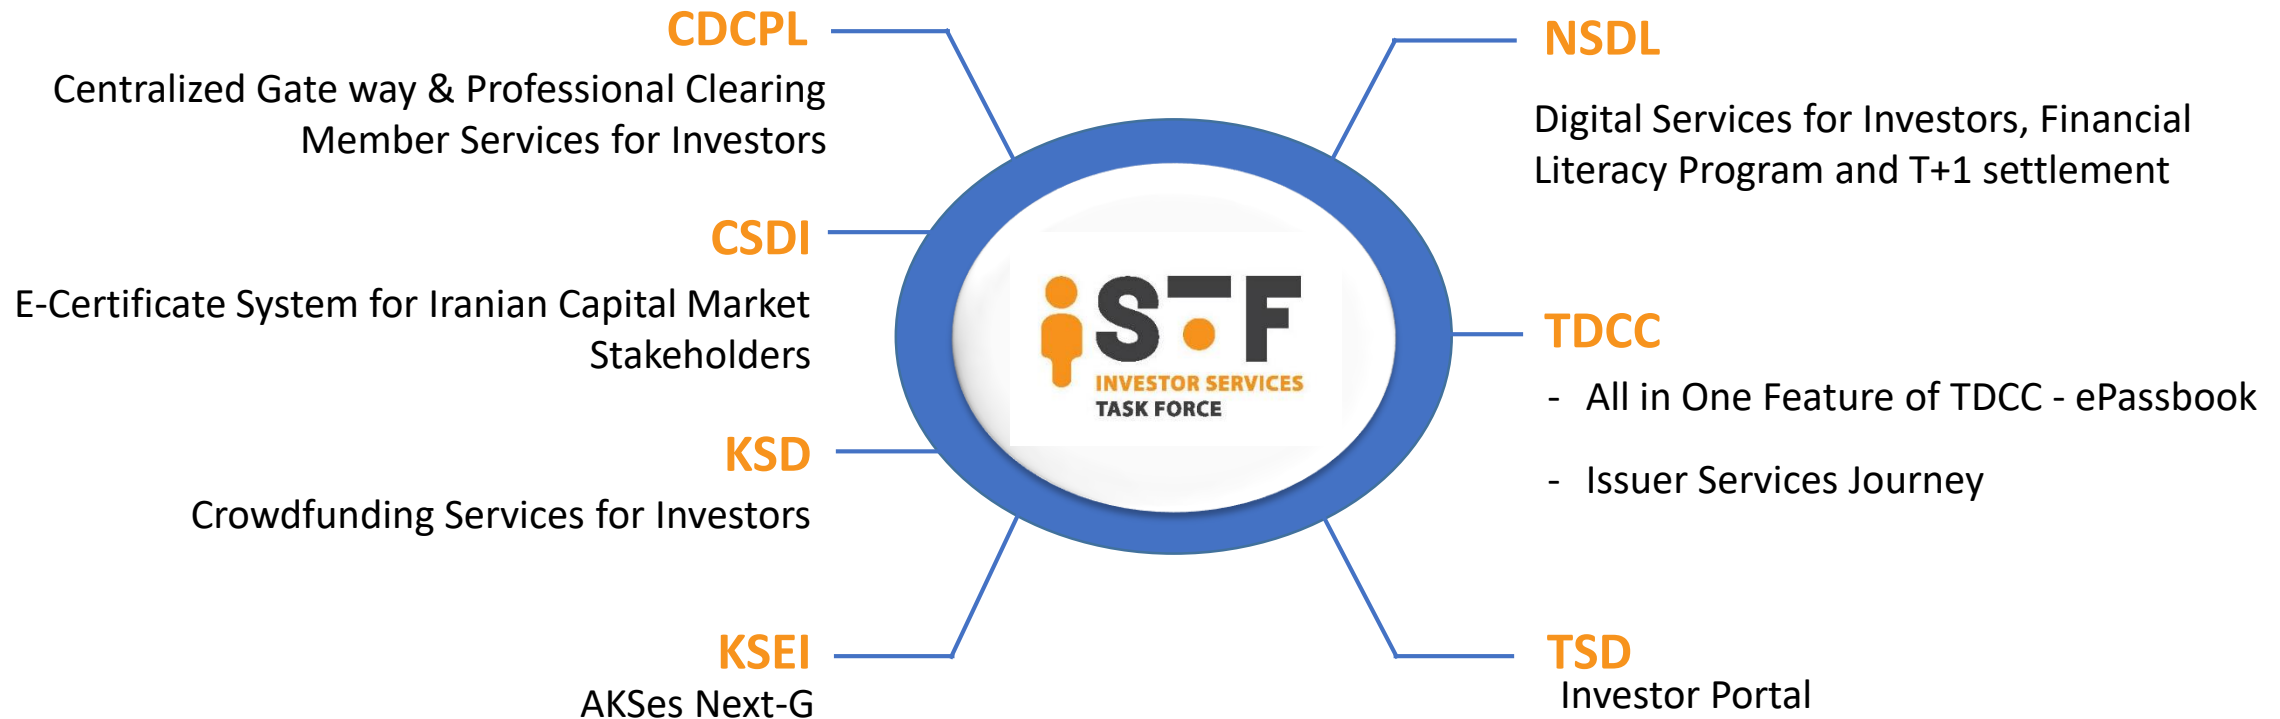 CDCPL
Centralized Gate way & Professional Clearing
Member Services for Investors
CSDI
E-Certificate System for Iranian Capital Market
Stakeholders
KSD
Crowdfunding Services for Investors
KSEI
AKSes Next-G
iSTF
INVESTOR SERVICES
TASK FORCE
NSDL
Digital Services for Investors, Financial
Literacy Program and T+1 settlement
TDCC
- All in One Feature of TDCC - ePassbook
- Issuer Services Journey
TSD
Investor Portal